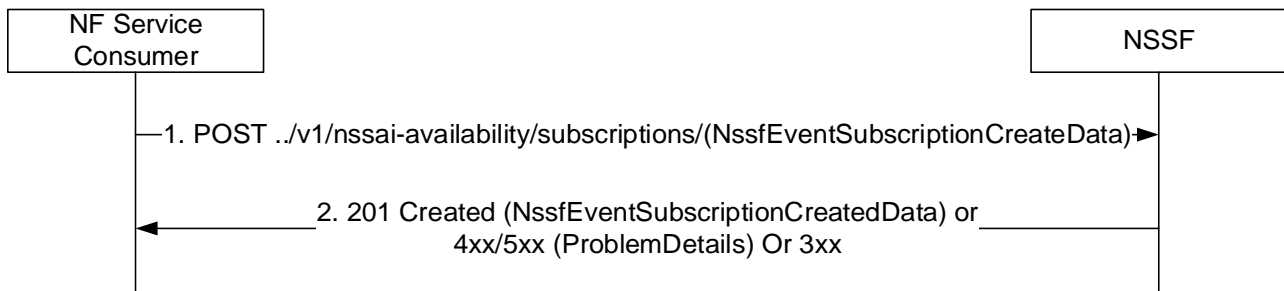 NF Service
Consumer
NSSF
1. POST ../v1/nssai-availability/subscriptions/(NssfEventSubscriptionCreateData)
2. 201 Created (NssfEventSubscriptionCreatedData) or
4xx/5xx (ProblemDetails) Or 3xx